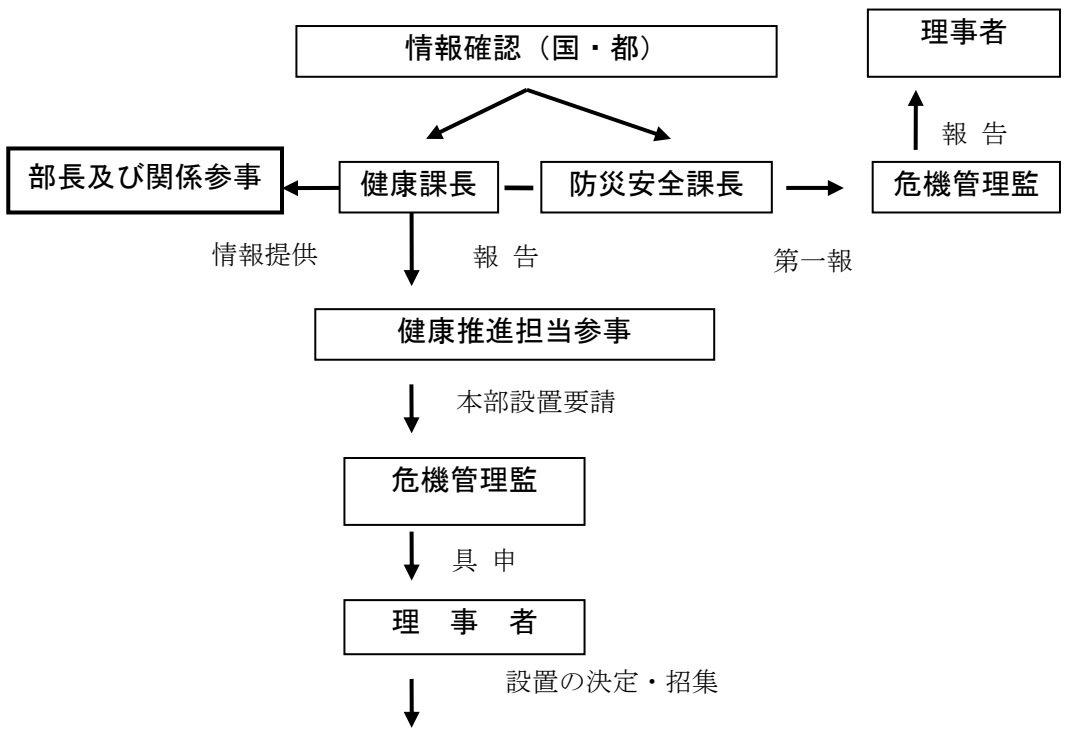 情報確認（国・都）
理事者
報 告
部長及び関係参事
健康課長
防災安全課長
危機管理監
情報提供
報 告
第一報
健康推進担当参事
本部設置要請
危機管理監
具 申
理 事 者
設置の決定・招集